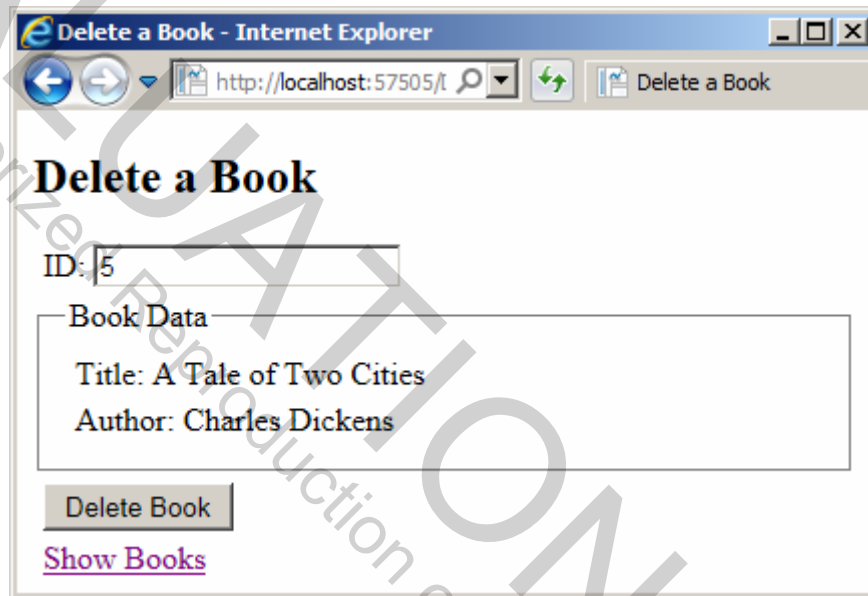 Delete a Book - Internet Explorer
http://localhost:57505/
Delete a Book
Delete a Book
ID: 5
Book Data
Title: A Tale of Two Cities
Author: Charles Dickens
Delete Book
Show Books
Reproduction